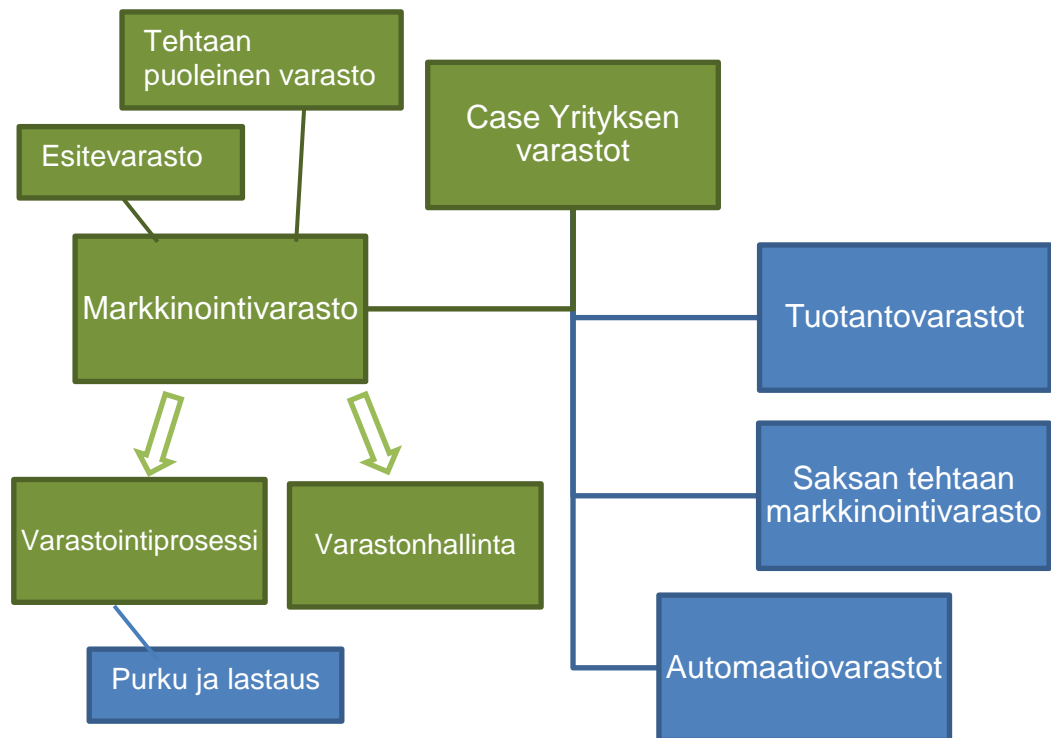 Tehtaan
puoleinen varasto
Case Yrityksen
varastot
Esitevarasto
Markkinointivarasto
Tuotantovarastot
Saksan tehtaan
markkinointivarasto
Varastointiprosessi
Varastonhallinta
Purku ja lastaus
Automaatiovarastot